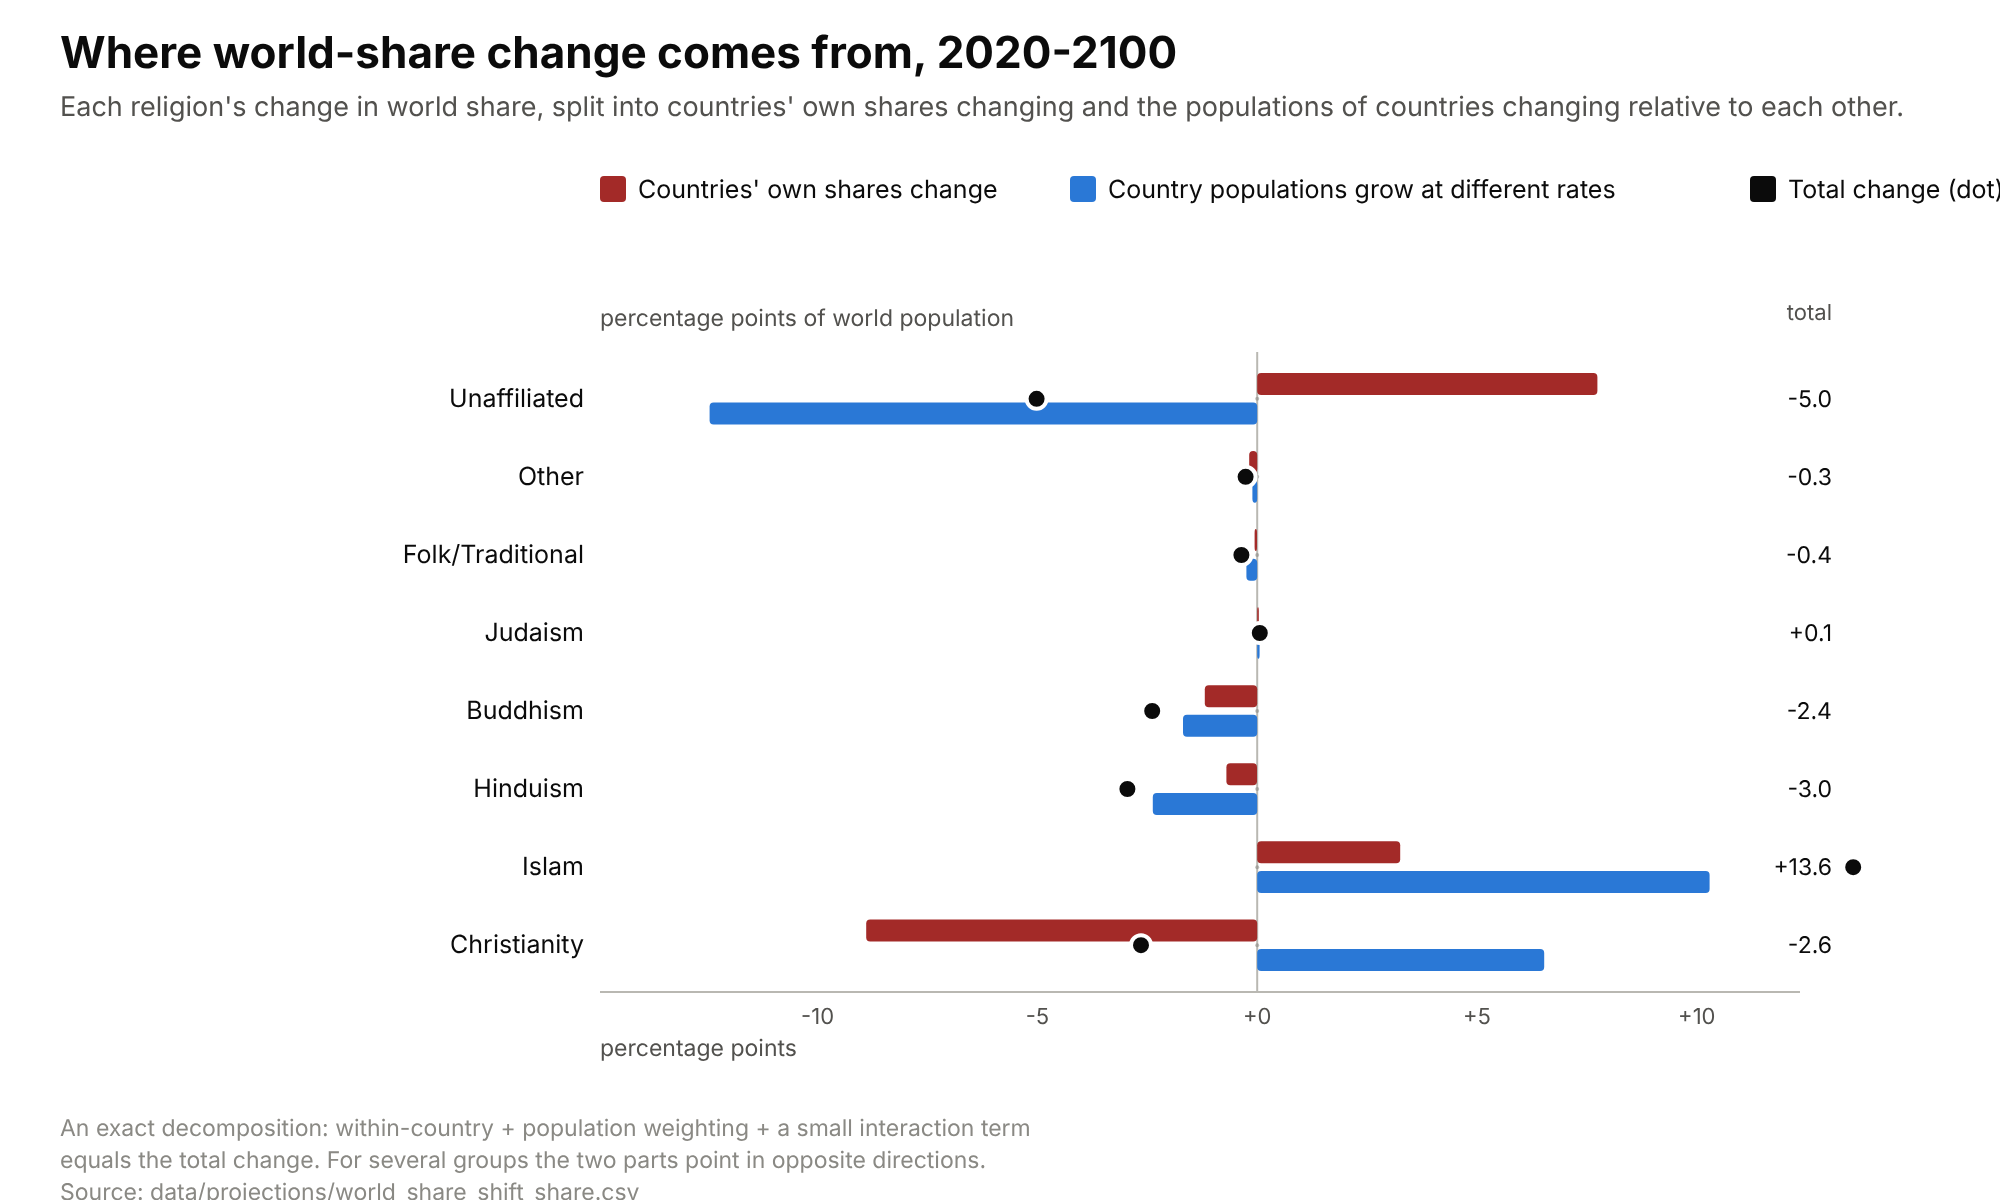 Where world-share change comes from, 2020-2100
Each religion's change in world share, split into countries' own shares changing and the populations of countries changing relative to each other.
Countries' own shares change
Country populations grow at different rates
Total change (dot)
percentage points of world population
total
Unaffiliated
-5.0
Other
-0.3
Folk/Traditional
-0.4
Judaism
+0.1
Buddhism
-2.4
Hinduism
-3.0
Islam
+13.6
Christianity
-2.6
-10
-5
+0
+5
+10
percentage points
An exact decomposition: within-country + population weighting + a small interaction term
equals the total change. For several groups the two parts point in opposite directions.
Source: data/projections/world_share_shift_share.csv